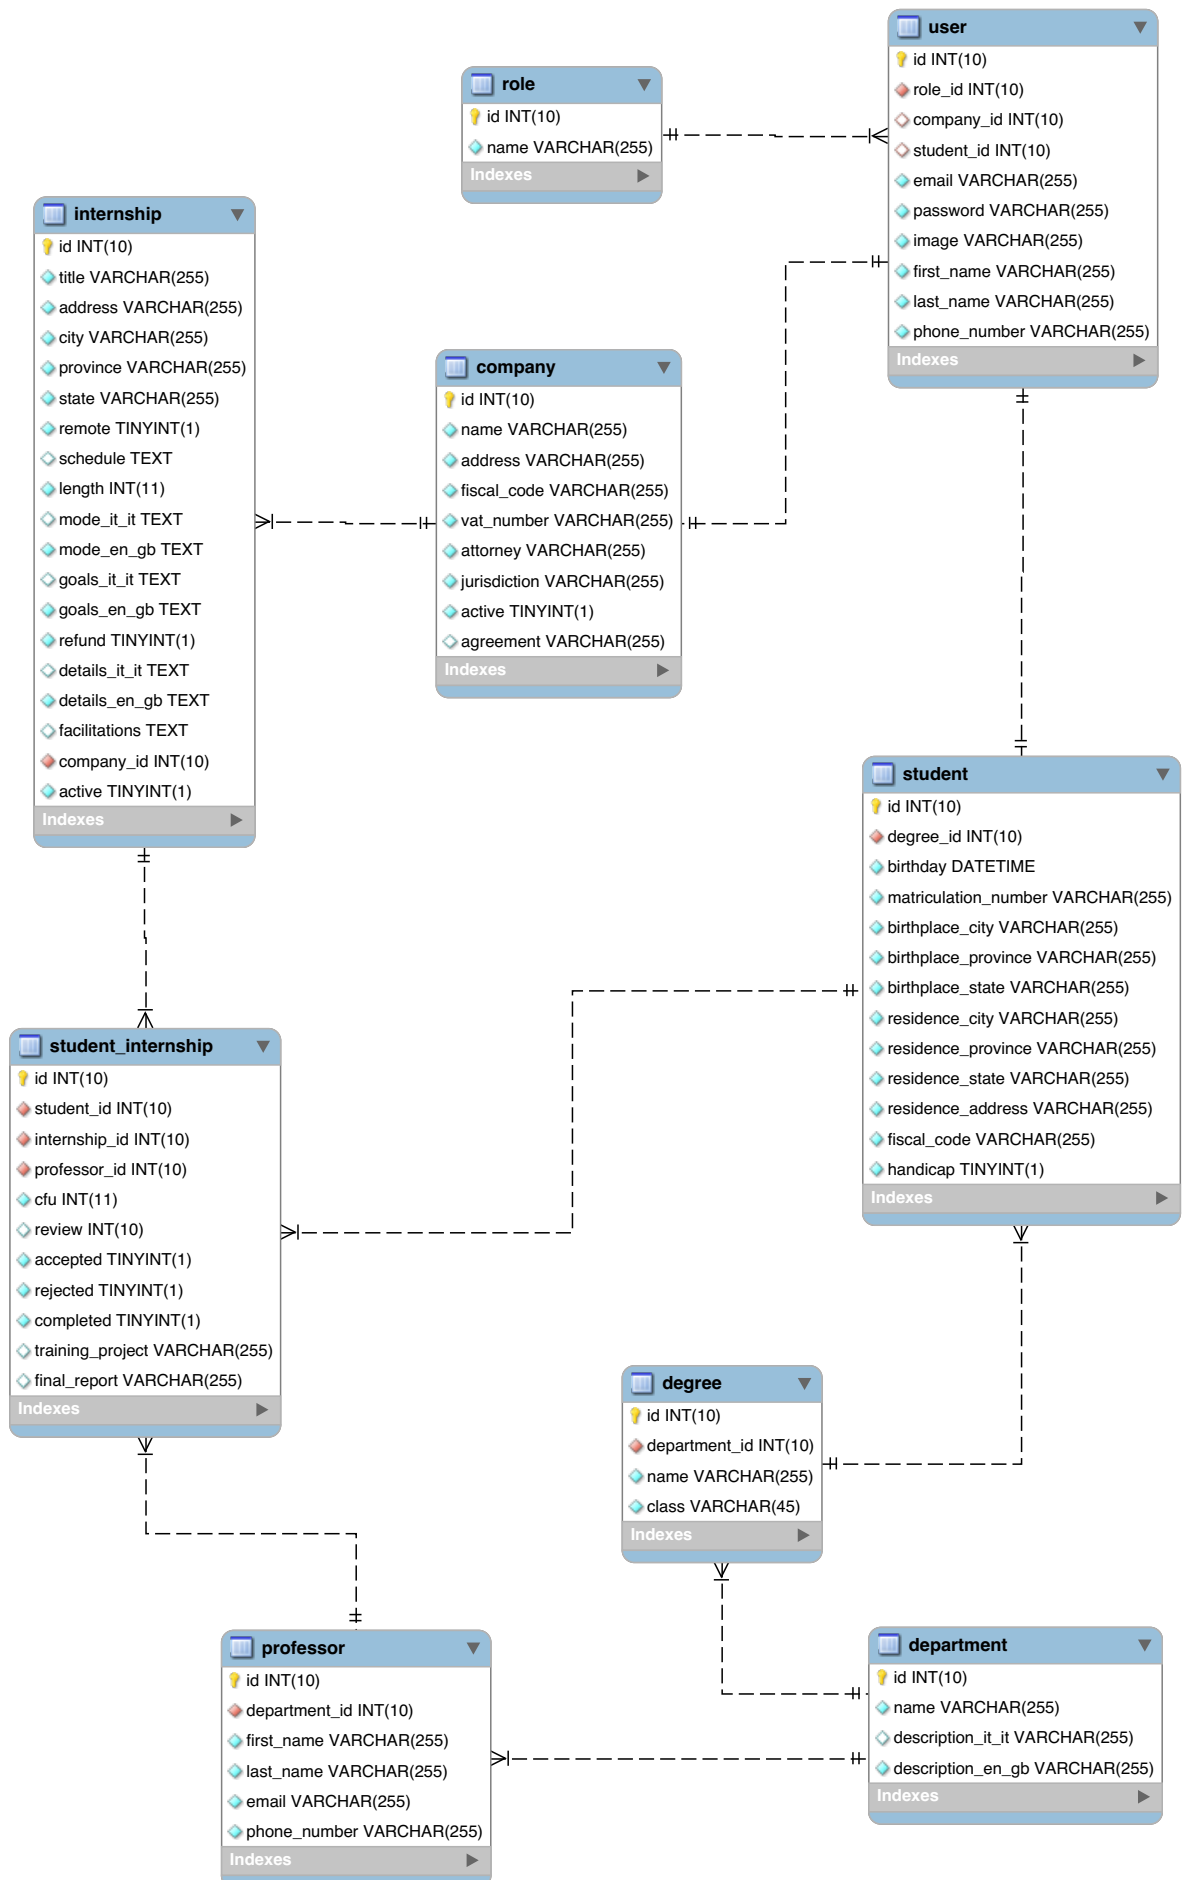 user
id INT(10)
role_id INT(10)
company_id INT(10)
student_id INT(10)
email VARCHAR(255)
password VARCHAR(255)
image VARCHAR(255)
first_name VARCHAR(255)
last_name VARCHAR(255)
phone_number VARCHAR(255)
Indexes
role
id INT(10)
name VARCHAR(255)
Indexes
internship
id INT(10)
title VARCHAR(255)
address VARCHAR(255)
city VARCHAR(255)
province VARCHAR(255)
state VARCHAR(255)
remote TINYINT(1)
schedule TEXT
length INT(11)
mode_it_it TEXT
mode_en_gb TEXT
goals_it_it TEXT
goals_en_gb TEXT
refund TINYINT(1)
details_it_it TEXT
details_en_gb TEXT
facilitations TEXT
company_id INT(10)
active TINYINT(1)
Indexes
company
id INT(10)
name VARCHAR(255)
address VARCHAR(255)
fiscal_code VARCHAR(255)
vat_number VARCHAR(255)
attorney VARCHAR(255)
jurisdiction VARCHAR(255)
active TINYINT(1)
agreement VARCHAR(255)
Indexes
student
id INT(10)
degree_id INT(10)
birthday DATETIME
matriculation_number VARCHAR(255)
birthplace_city VARCHAR(255)
birthplace_province VARCHAR(255)
birthplace_state VARCHAR(255)
residence_city VARCHAR(255)
residence_province VARCHAR(255)
residence_state VARCHAR(255)
residence_address VARCHAR(255)
fiscal_code VARCHAR(255)
handicap TINYINT(1)
Indexes
student_internship
id INT(10)
student_id INT(10)
internship_id INT(10)
professor_id INT(10)
cfu INT(11)
review INT(10)
accepted TINYINT(1)
rejected TINYINT(1)
completed TINYINT(1)
training_project VARCHAR(255)
final_report VARCHAR(255)
Indexes
degree
id INT(10)
department_id INT(10)
name VARCHAR(255)
class VARCHAR(45)
Indexes
professor
id INT(10)
department_id INT(10)
first_name VARCHAR(255)
last_name VARCHAR(255)
email VARCHAR(255)
phone_number VARCHAR(255)
Indexes
department
id INT(10)
name VARCHAR(255)
description_it_it VARCHAR(255)
description_en_gb VARCHAR(255)
Indexes